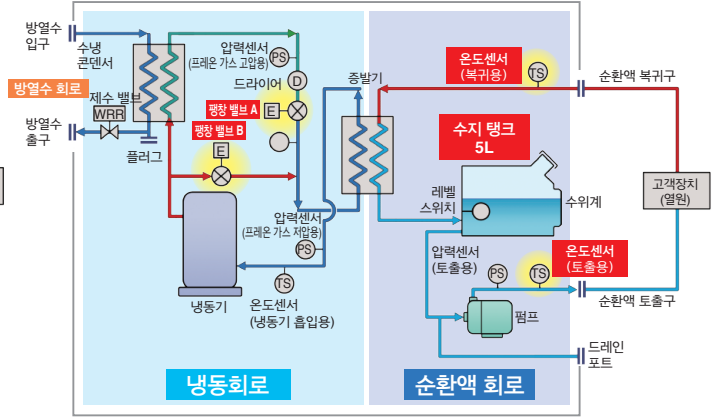 방열수
입구
수냉
콘덴서
압력센서
(프레온 가스 고압용)
PS
드라이어
D
증발기
온도센서
(복귀용)
TS
순환액 복귀구
방열수 회로
제수 밸브
WRR
팽창 밸브 A
E
방열수
출구
플러그
팽창 밸브 B
E
수지 탱크
5L
고객장치
(열원)
레벨
스위치
수위계
압력센서
(프레온 가스 저압용)
PS
압력센서
(토출용)
PS
온도센서
(토출용)
TS
TS
냉동기
온도센서
(냉동기 흡입용)
순환액 토출구
펌프
드레인
포트
냉동회로
순환액 회로